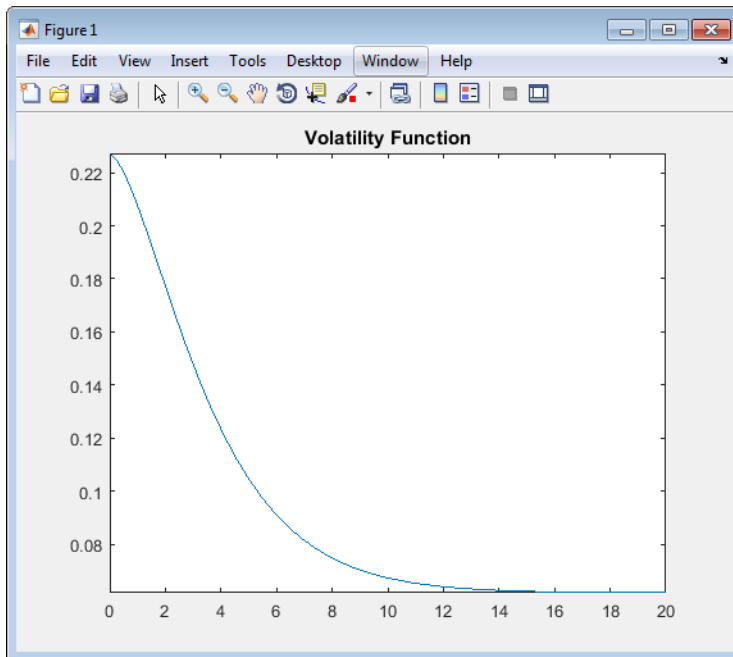 Figure 1
File Edit View Insert Tools Desktop Window Help
Volatility Function
0.22
0.2
0.18
0.16
0.14
0.12
0.1
0.08
0 2 4 6 8 10 12 14 16 18 20